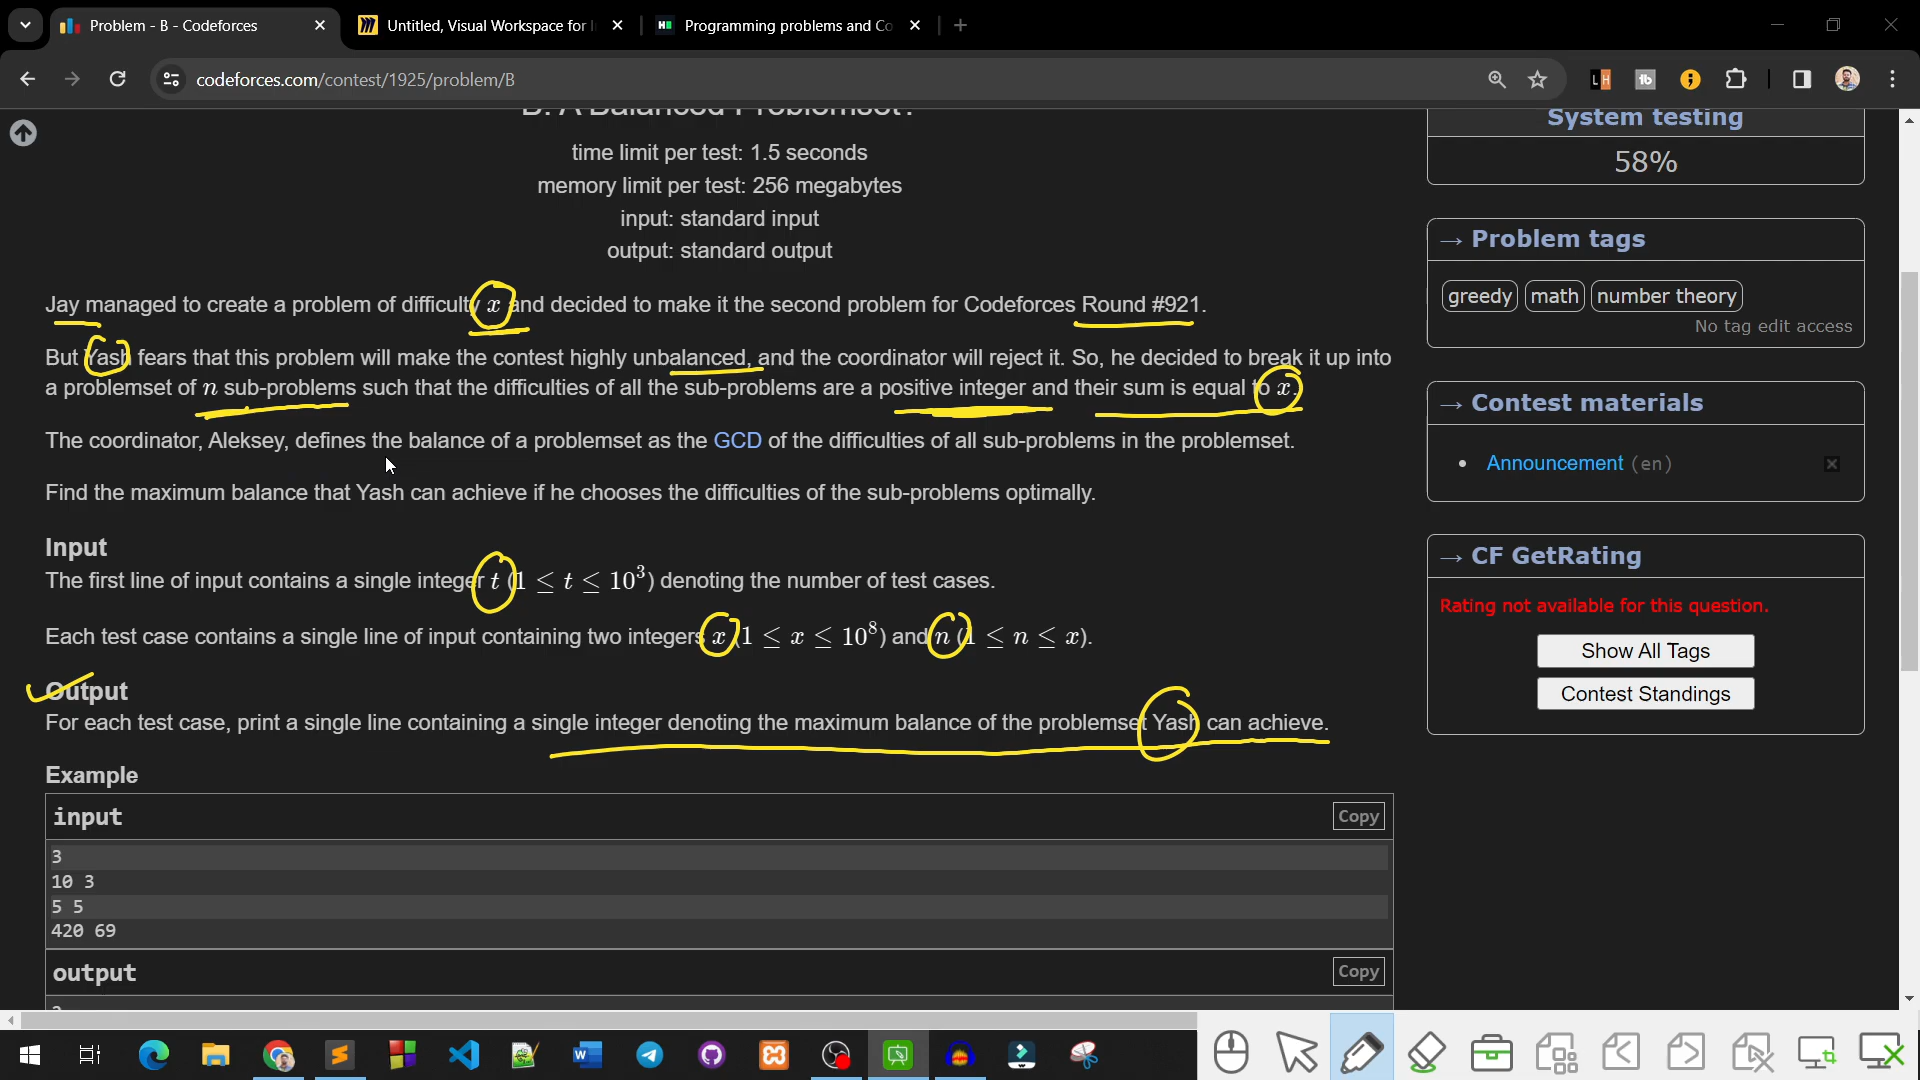 Problem - B - Codeforces
Untitled, Visual Workspace for I
Programming problems and Co
codeforces.com/contest/1925/problem/B
time limit per test: 1.5 seconds
memory limit per test: 256 megabytes
input: standard input
output: standard output
Jay managed to create a problem of difficulty x and decided to make it the second problem for Codeforces Round #921.
But Yash fears that this problem will make the contest highly unbalanced, and the coordinator will reject it. So, he decided to break it up into
a problemset of n sub-problems such that the difficulties of all the sub-problems are a positive integer and their sum is equal to x.
The coordinator, Aleksey, defines the balance of a problemset as the GCD of the difficulties of all sub-problems in the problemset.
Find the maximum balance that Yash can achieve if he chooses the difficulties of the sub-problems optimally.
Input
The first line of input contains a single integer t (1 ≤ t ≤ 10^3) denoting the number of test cases.
Each test case contains a single line of input containing two integers x (1 ≤ x ≤ 10^8) and n (1 ≤ n ≤ x).
Output
For each test case, print a single line containing a single integer denoting the maximum balance of the problemset Yash can achieve.
Example
input
Copy
3
10 3
5 5
420 69
output
Copy
System testing
58%
→ Problem tags
greedy math number theory
No tag edit access
→ Contest materials
• Announcement (en)
→ CF GetRating
Rating not available for this question.
Show All Tags
Contest Standings